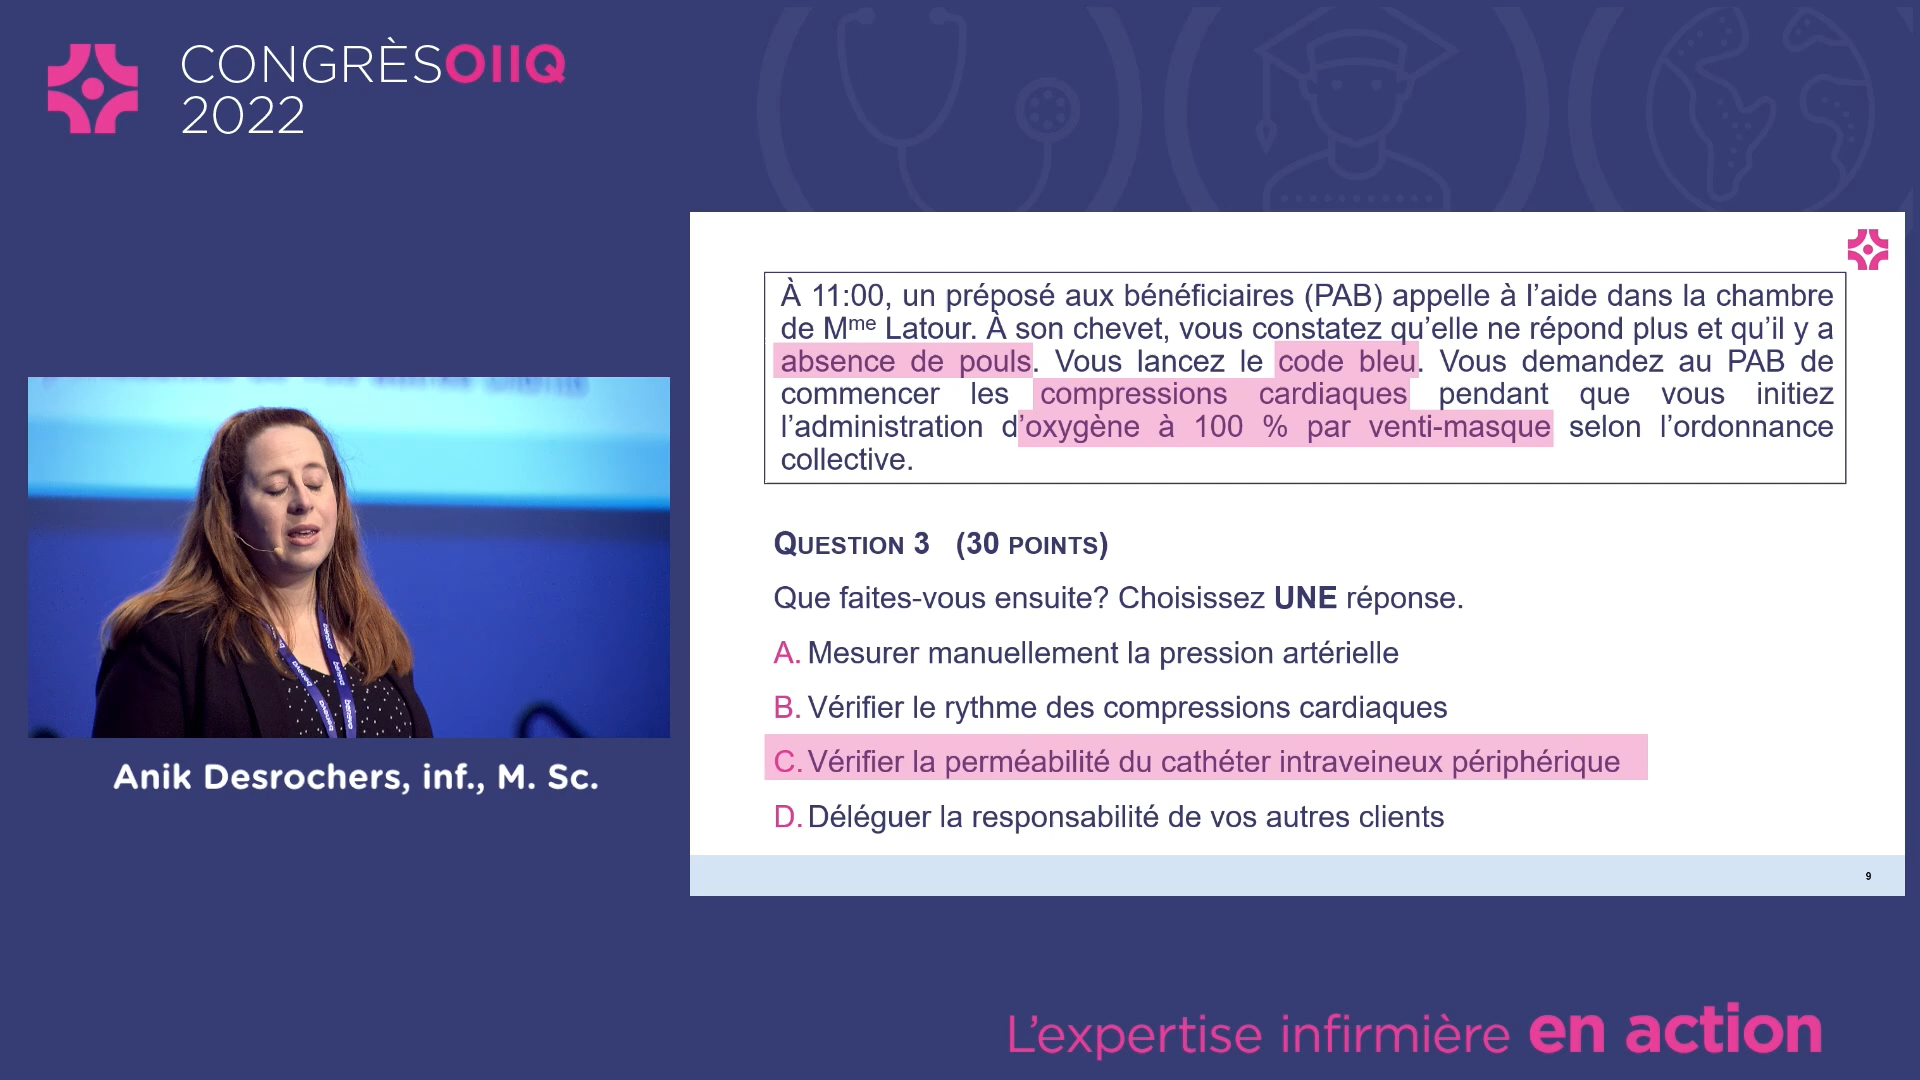 CONGRÈSOIIQ
2022
À 11:00, un préposé aux bénéficiaires (PAB) appelle à l'aide dans la chambre
de Mme Latour. À son chevet, vous constatez qu'elle ne répond plus et qu'il y a
absence de pouls. Vous lancez le code bleu. Vous demandez au PAB de
commencer les compressions cardiaques pendant que vous initiez
l'administration d'oxygène à 100 % par venti-masque selon l'ordonnance
collective.
QUESTION 3 (30 POINTS)
Que faites-vous ensuite? Choisissez UNE réponse.
A. Mesurer manuellement la pression artérielle
B. Vérifier le rythme des compressions cardiaques
C. Vérifier la perméabilité du cathéter intraveineux périphérique
D. Déléguer la responsabilité de vos autres clients
9
Anik Desrochers, inf., M. Sc.
L'expertise infirmière en action